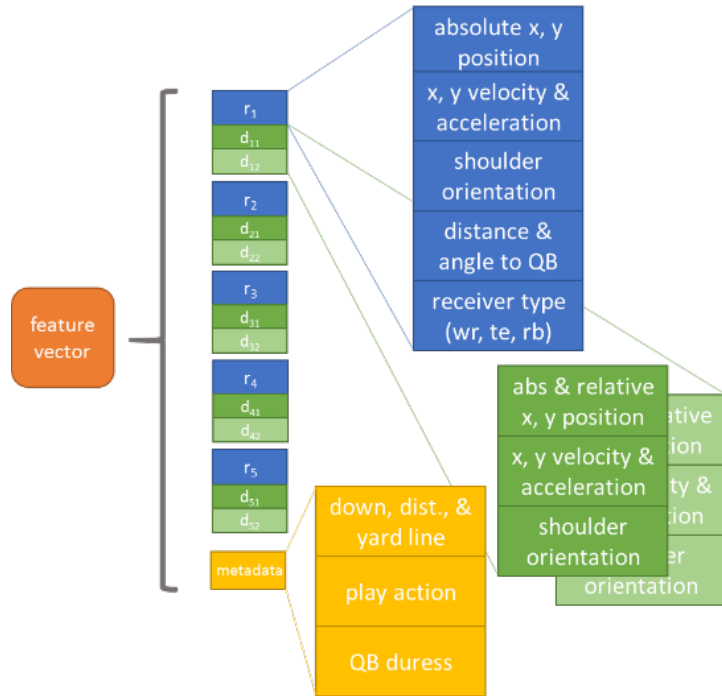 absolute x, y
position
x, y velocity &
acceleration
shoulder
orientation
distance &
angle to QB
receiver type
(wr, te, rb)
feature
vector
r₁
d₁₁
d₁₂
r₂
d₂₁
d₂₂
r₃
d₃₁
d₃₂
r₄
d₄₁
d₄₂
r₅
d₅₁
d₅₂
metadata
abs & relative
x, y position
x, y velocity &
acceleration
shoulder
orientation
orientation
down, dist., &
yard line
play action
QB duress